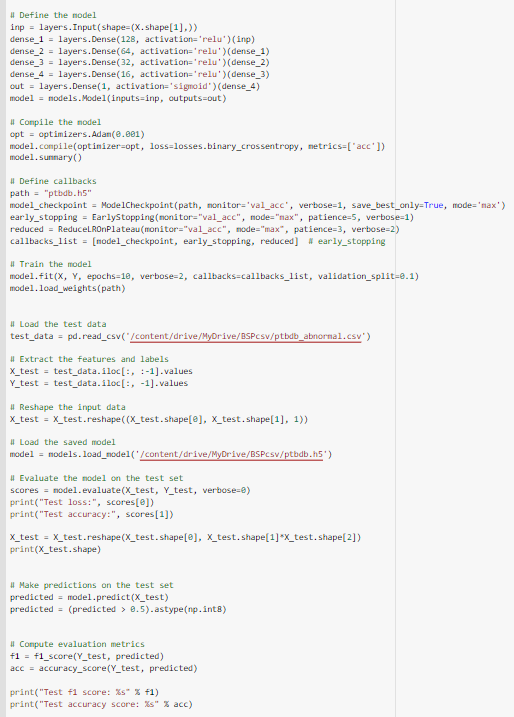 # Define the model
inp = layers.Input(shape=(X.shape[1],))
dense_1 = layers.Dense(128, activation='relu')(inp)
dense_2 = layers.Dense(64, activation='relu')(dense_1)
dense_3 = layers.Dense(32, activation='relu')(dense_2)
dense_4 = layers.Dense(16, activation='relu')(dense_3)
out = layers.Dense(1, activation='sigmoid')(dense_4)
model = models.Model(inputs=inp, outputs=out)
# Compile the model
opt = optimizers.Adam(0.001)
model.compile(optimizer=opt, loss=losses.binary_crossentropy, metrics=['acc'])
model.summary()
# Define callbacks
path = "ptbdb.h5"
model_checkpoint = ModelCheckpoint(path, monitor='val_acc', verbose=1, save_best_only=True, mode='max')
early_stopping = EarlyStopping(monitor="val_acc", mode="max", patience=5, verbose=1)
reduced = ReduceLROnPlateau(monitor="val_acc", mode="max", patience=3, verbose=2)
callbacks_list = [model_checkpoint, early_stopping, reduced]  # early_stopping
# Train the model
model.fit(X, Y, epochs=10, verbose=2, callbacks=callbacks_list, validation_split=0.1)
model.load_weights(path)
# Load the test data
test_data = pd.read_csv('/content/drive/MyDrive/BSPcsv/ptbdb_abnormal.csv')
# Extract the features and labels
X_test = test_data.iloc[:, :-1].values
Y_test = test_data.iloc[:, -1].values
# Reshape the input data
X_test = X_test.reshape((X_test.shape[0], X_test.shape[1], 1))
# Load the saved model
model = models.load_model('/content/drive/MyDrive/BSPcsv/ptbdb.h5')
# Evaluate the model on the test set
scores = model.evaluate(X_test, Y_test, verbose=0)
print("Test loss:", scores[0])
print("Test accuracy:", scores[1])
X_test = X_test.reshape(X_test.shape[0], X_test.shape[1]*X_test.shape[2])
print(X_test.shape)
# Make predictions on the test set
predicted = model.predict(X_test)
predicted = (predicted > 0.5).astype(np.int8)
# Compute evaluation metrics
f1 = f1_score(Y_test, predicted)
acc = accuracy_score(Y_test, predicted)
print("Test f1 score: %s" % f1)
print("Test accuracy score: %s" % acc)